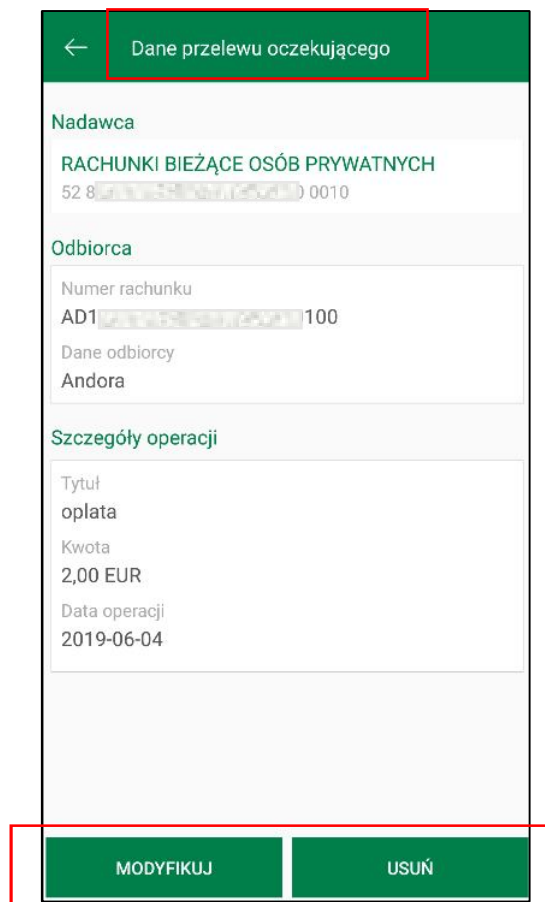 Dane przelewu oczekującego
Nadawca
RACHUNKI BIEŻĄCE OSÓB PRYWATNYCH
52 8 0 0010
Odbiorca
Numer rachunku
AD1 100
Dane odbiorcy
Andora
Szczegóły operacji
Tytuł
oplata
Kwota
2,00 EUR
Data operacji
2019-06-04
MODYFIKUJ USUŃ